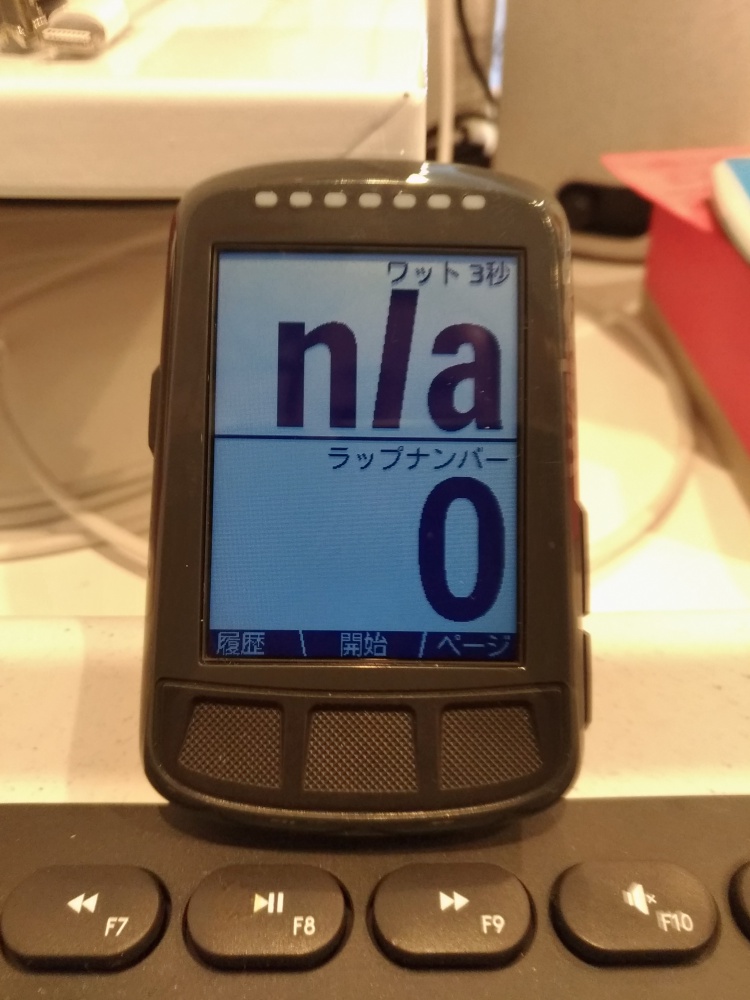 ワット 3秒
n/a
ラップナンバー
0
履歴 開始 ページ
F7 F8 F9 F10